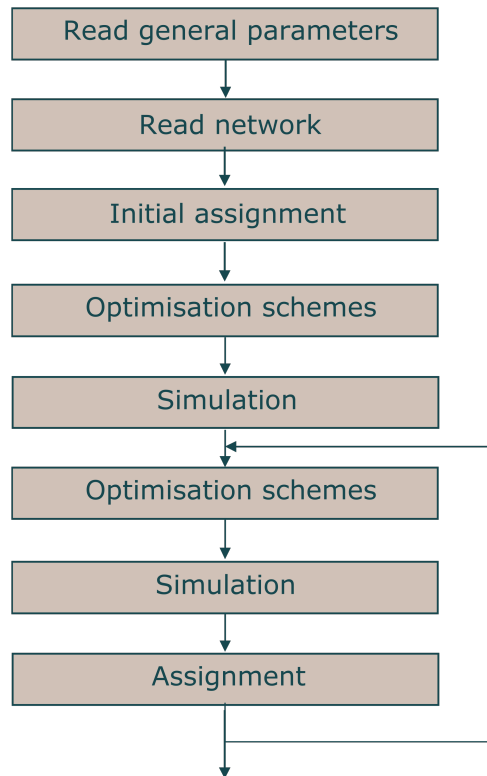 Read general parameters
Read network
Initial assignment
Optimisation schemes
Simulation
Optimisation schemes
Simulation
Assignment